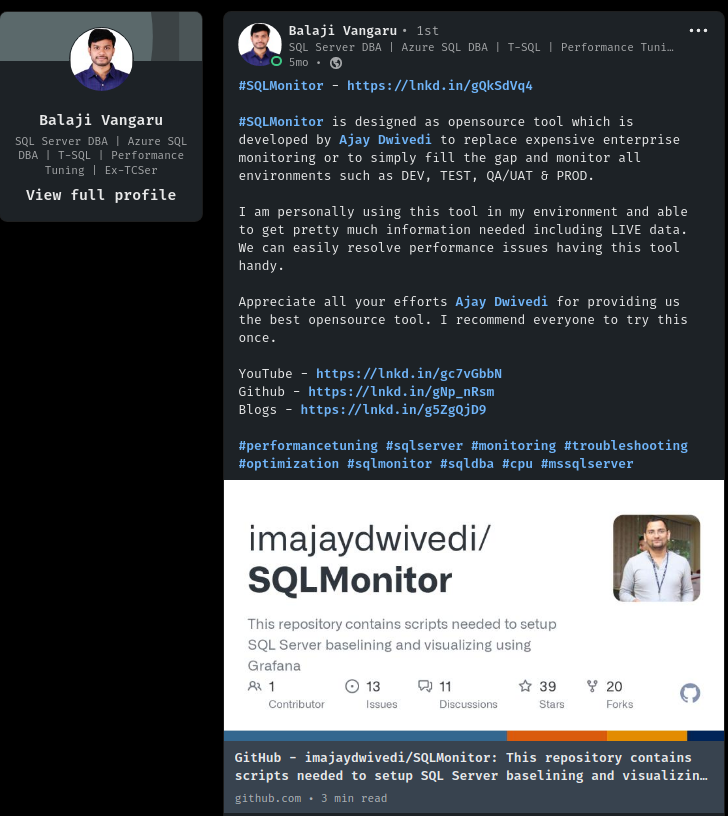 Balaji Vangaru
SQL Server DBA | Azure SQL
DBA | T-SQL | Performance
Tuning | Ex-TCSer
View full profile
Balaji Vangaru • 1st
SQL Server DBA | Azure SQL DBA | T-SQL | Performance Tuni…
5mo •
#SQLMonitor - https://lnkd.in/gQkSdVq4
#SQLMonitor is designed as opensource tool which is
developed by Ajay Dwivedi to replace expensive enterprise
monitoring or to simply fill the gap and monitor all
environments such as DEV, TEST, QA/UAT & PROD.
I am personally using this tool in my environment and able
to get pretty much information needed including LIVE data.
We can easily resolve performance issues having this tool
handy.
Appreciate all your efforts Ajay Dwivedi for providing us
the best opensource tool. I recommend everyone to try this
once.
YouTube - https://lnkd.in/gc7vGbbN
Github - https://lnkd.in/gNp_nRsm
Blogs - https://lnkd.in/g5ZgQjD9
#performancetuning #sqlserver #monitoring #troubleshooting
#optimization #sqlmonitor #sqldba #cpu #mssqlserver
imajaydwivedi/
SQLMonitor
This repository contains scripts needed to setup
SQL Server baselining and visualizing using
Grafana
1 13 11 39 20
Contributor Issues Discussions Stars Forks
GitHub - imajaydwivedi/SQLMonitor: This repository contains
scripts needed to setup SQL Server baselining and visualizin…
github.com • 3 min read